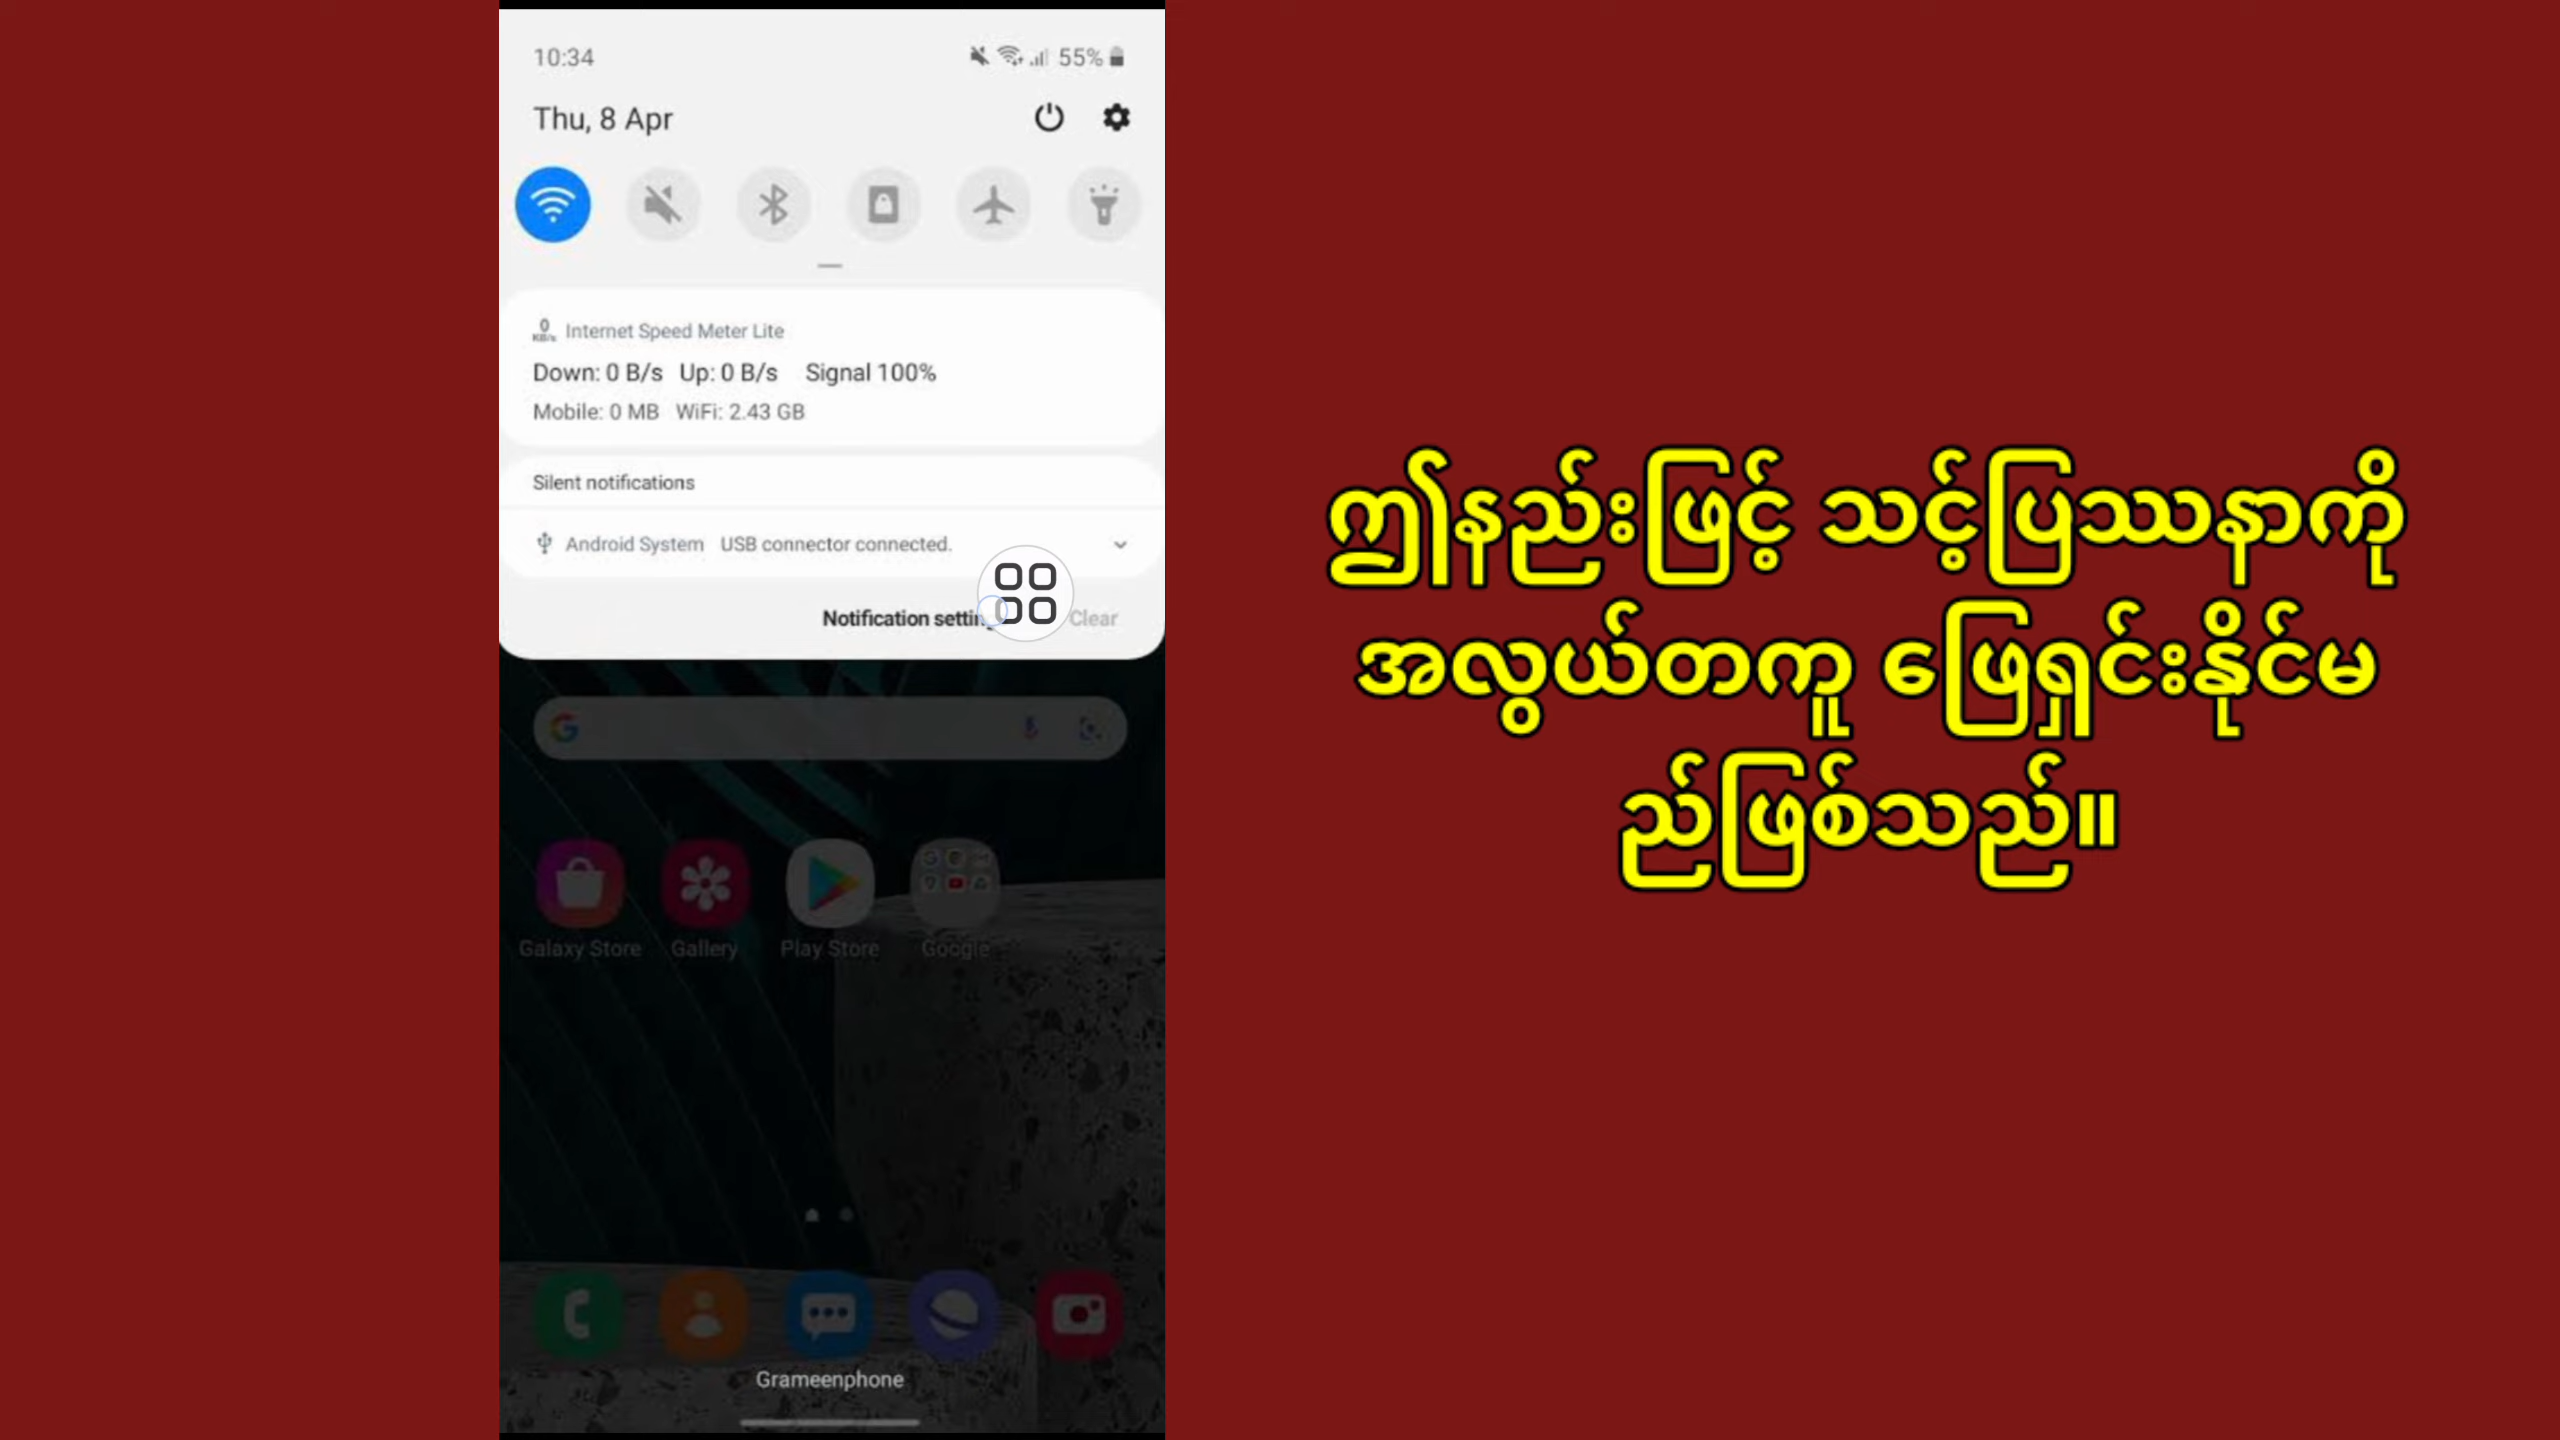 10:34
55%
Thu, 8 Apr
0
KB/s
Internet Speed Meter Lite
Down: 0 B/s Up: 0 B/s Signal 100%
Mobile: 0 MB WiFi: 2.43 GB
Silent notifications
Android System USB connector connected.
Notification Clear
Galaxy Store Gallery Play Store Google
Grameenphone
ဤနည်းဖြင့် သင့်ပြဿနာကို
အလွယ်တကူ ဖြေရှင်းနိုင်မ
ည်ဖြစ်သည်။